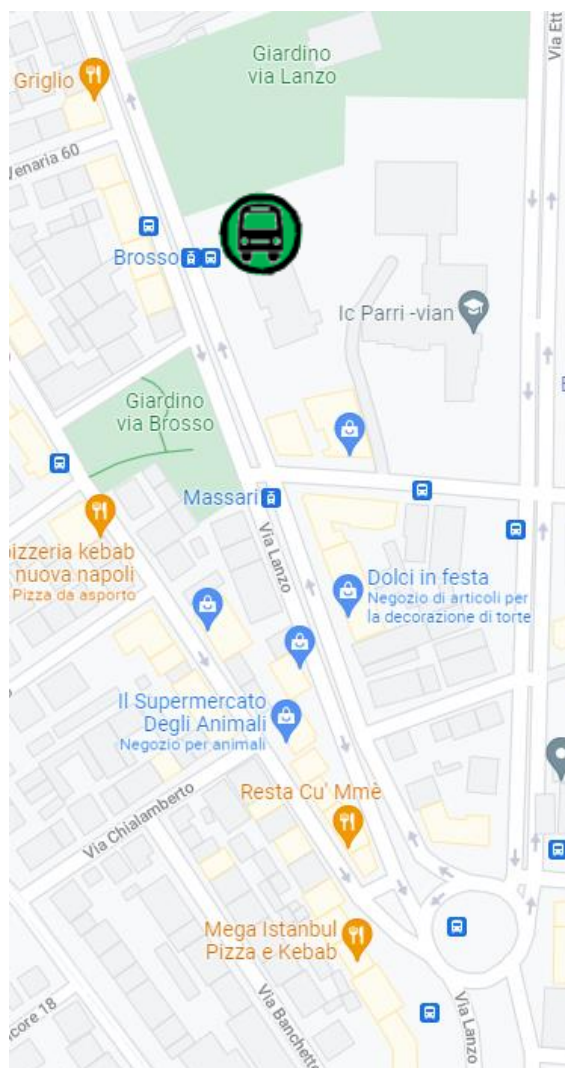 Giardino
via Lanzo
Via Ett
Griglio
Venaria 60
Brosso
Ic Parri -vian
Giardino
via Brosso
Massari
Via Lanzo
pizzeria kebab
nuova napoli
Pizza da asporto
Dolci in festa
Negozio di articoli per
la decorazione di torte
Il Supermercato
Degli Animali
Negozio per animali
Resta Cu' Mmè
Via Chialamberto
Mega Istanbul
Pizza e Kebab
Via Banchette
Via Lanzo
core 18